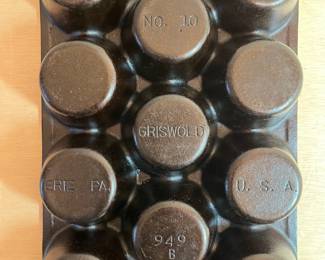 NO. 10
GRISWOLD
ERIE PA.
U. S. A.
949
B